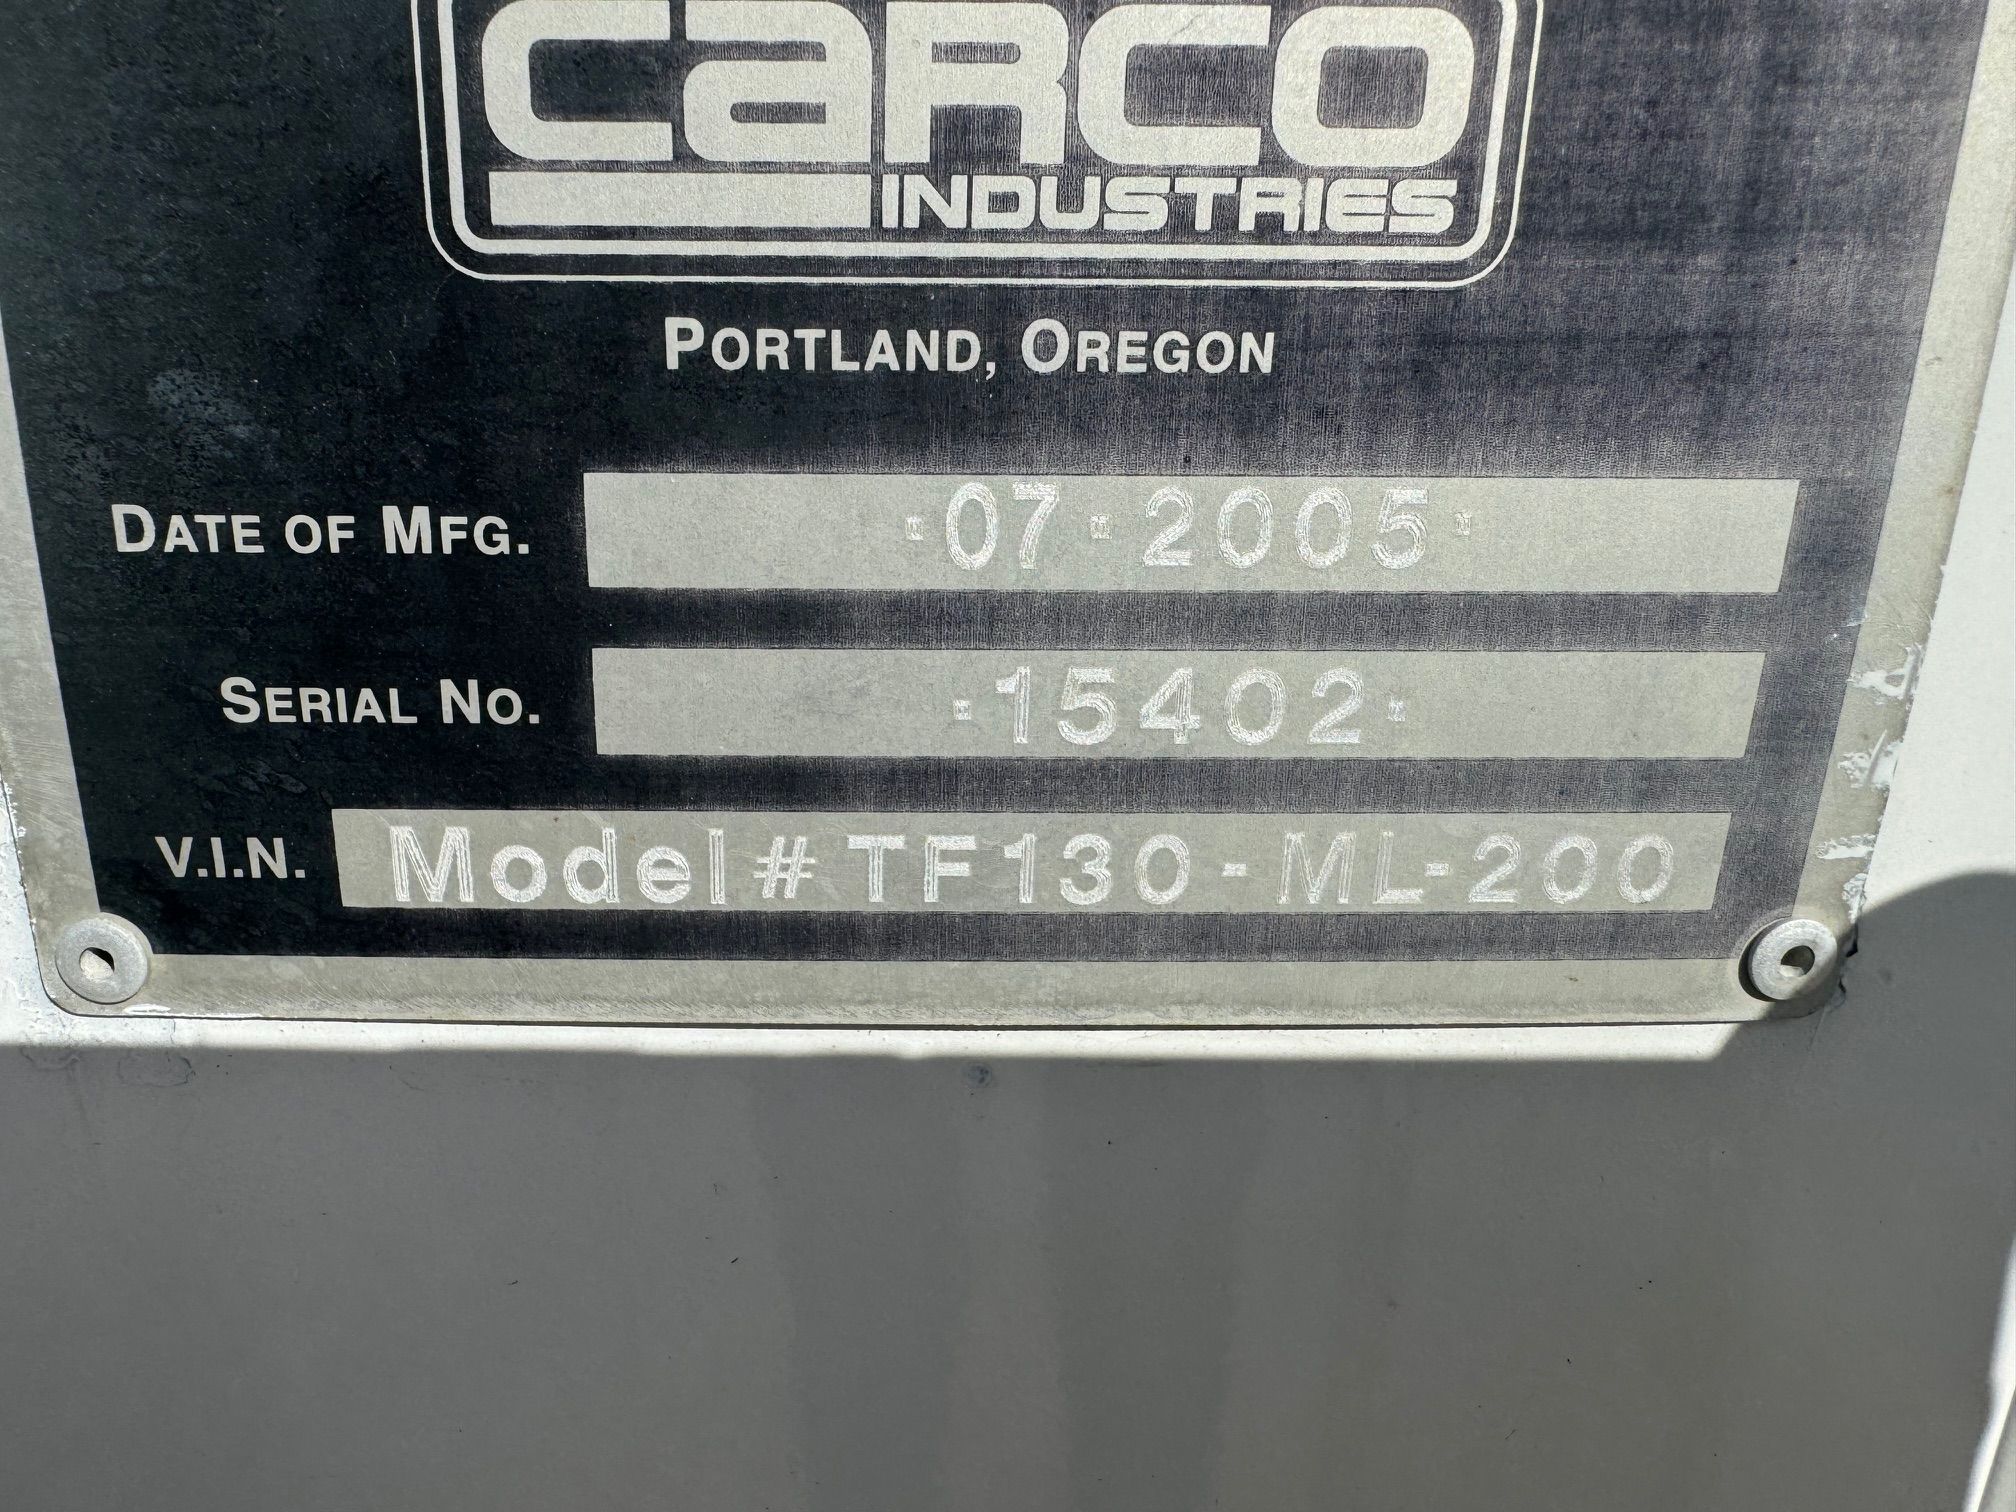 CARCO
INDUSTRIES
PORTLAND, OREGON
DATE OF MFG. ·07·2005·
SERIAL NO. ·15402·
V.I.N. Model#TF130-ML-200